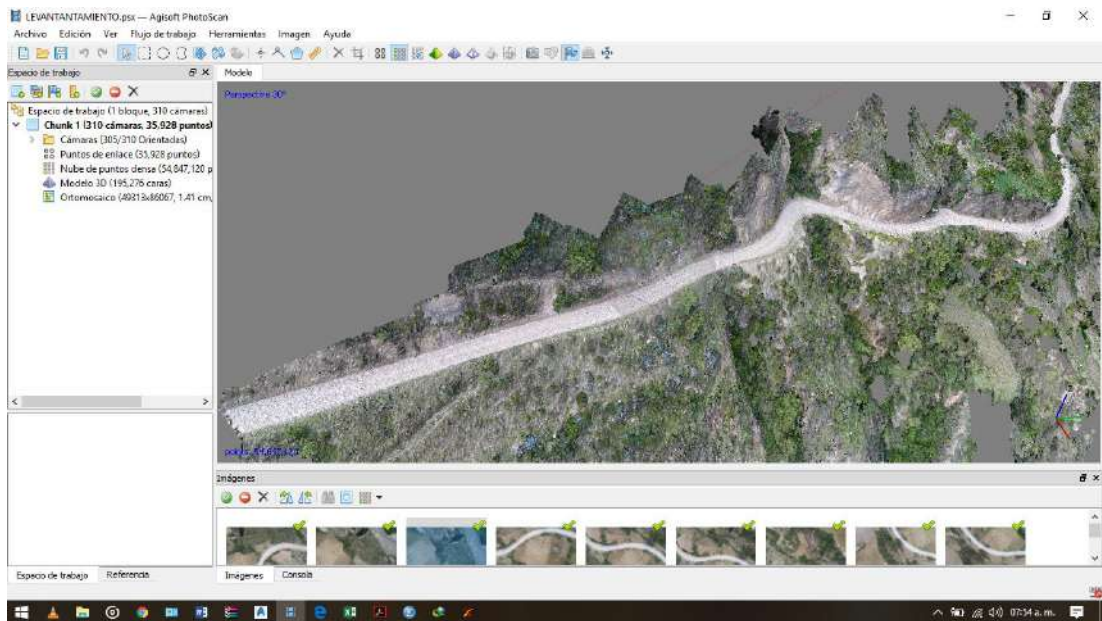 LEVANTANTAMIENTO.psx — Agisoft PhotoScan
Archivo Edición Ver Flujo de trabajo Herramientas Imagen Ayuda
Espacio de trabajo
Modelo
Perspective 30°
Espacio de trabajo (1 bloque, 310 cámaras)
Chunk 1 (310 cámaras, 35,928 puntos)
Cámaras (305/310 Orientadas)
Puntos de enlace (35,928 puntos)
Nube de puntos densa (54,847,120 p
Modelo 3D (195,276 caras)
Ortomosaico (49313x86067, 1.41 cm,
Imágenes
Espacio de trabajo Referencia
Imágenes Consola
07:54 a. m.